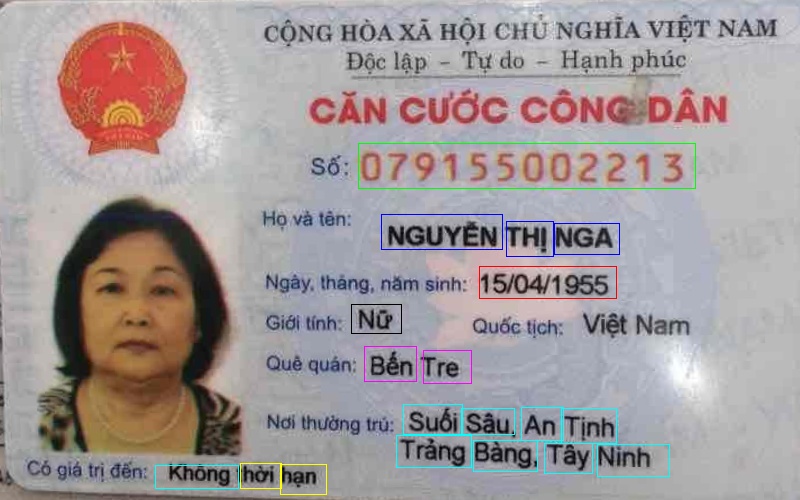 CỘNG HÒA XÃ HỘI CHỦ NGHĨA VIỆT NAM
Độc lập – Tự do – Hạnh phúc
CĂN CƯỚC CÔNG DÂN
Số: 079155002213
Họ và tên: NGUYỄN THỊ NGA
Ngày, tháng, năm sinh: 15/04/1955
Giới tính: Nữ Quốc tịch: Việt Nam
Quê quán: Bến Tre
Nơi thường trú: Suối Sâu, An Tịnh
Trảng Bàng, Tây Ninh
Có giá trị đến: Không thời hạn